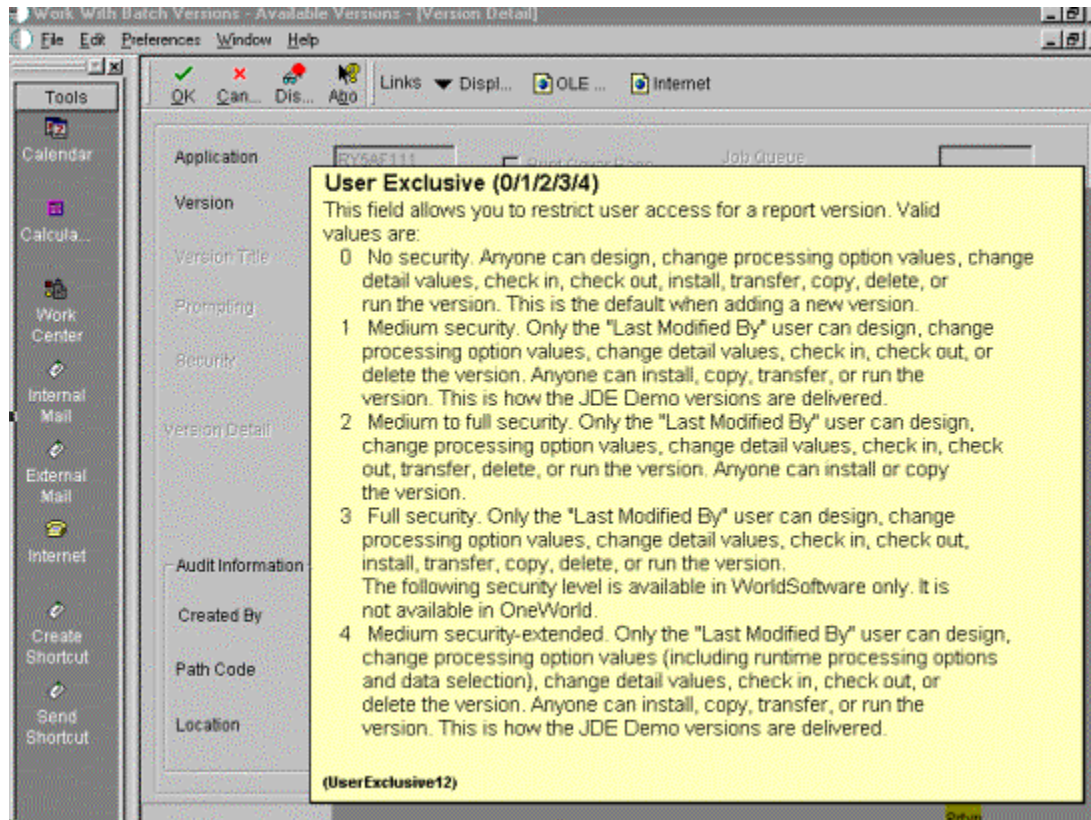 Work With Batch Versions - Available Versions - [Version Detail]
File Edit Preferences Window Help
Tools
OK Can... Dis... Abo Links Displ... OLE ... Internet
Calendar
Calcula...
Work
Center
Internal
Mail
External
Mail
Internet
Create
Shortcut
Send
Shortcut
Application
Print Cover Page
Job Queue
Version
Version Title
Prompting
Security
Version Detail
Audit Information
Created By
Path Code
Location
User Exclusive (0/1/2/3/4)
This field allows you to restrict user access for a report version. Valid
values are:
0 No security. Anyone can design, change processing option values, change
detail values, check in, check out, install, transfer, copy, delete, or
run the version. This is the default when adding a new version.
1 Medium security. Only the "Last Modified By" user can design, change
processing option values, change detail values, check in, check out, or
delete the version. Anyone can install, copy, transfer, or run the
version. This is how the JDE Demo versions are delivered.
2 Medium to full security. Only the "Last Modified By" user can design,
change processing option values, change detail values, check in, check
out, transfer, delete, or run the version. Anyone can install or copy
the version.
3 Full security. Only the "Last Modified By" user can design, change
processing option values, change detail values, check in, check out,
install, transfer, copy, delete, or run the version.
The following security level is available in WorldSoftware only. It is
not available in OneWorld.
4 Medium security-extended. Only the "Last Modified By" user can design,
change processing option values (including runtime processing options
and data selection), change detail values, check in, check out, or
delete the version. Anyone can install, copy, transfer, or run the
version. This is how the JDE Demo versions are delivered.
(UserExclusive12)